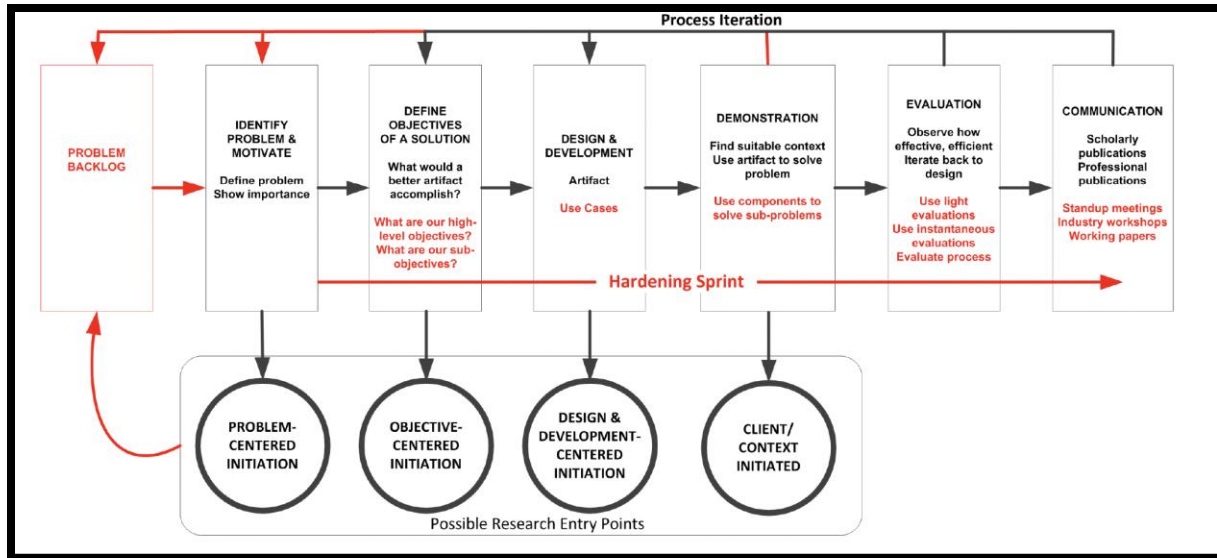 Process Iteration
PROBLEM
BACKLOG
IDENTIFY
PROBLEM &
MOTIVATE
Define problem
Show importance
DEFINE
OBJECTIVES
OF A SOLUTION
What would a
better artifact
accomplish?
What are our high-
level objectives?
What are our sub-
objectives?
DESIGN &
DEVELOPMENT
Artifact
Use Cases
DEMONSTRATION
Find suitable context
Use artifact to solve
problem
Use components to
solve sub-problems
EVALUATION
Observe how
effective, efficient
Iterate back to
design
Use light
evaluations
Use instantaneous
evaluations
Evaluate process
COMMUNICATION
Scholarly
publications
Professional
publications
Standup meetings
Industry workshops
Working papers
Hardening Sprint
PROBLEM-
CENTERED
INITIATION
OBJECTIVE-
CENTERED
INITIATION
DESIGN &
DEVELOPMENT-
CENTERED
INITIATION
CLIENT/
CONTEXT
INITIATED
Possible Research Entry Points